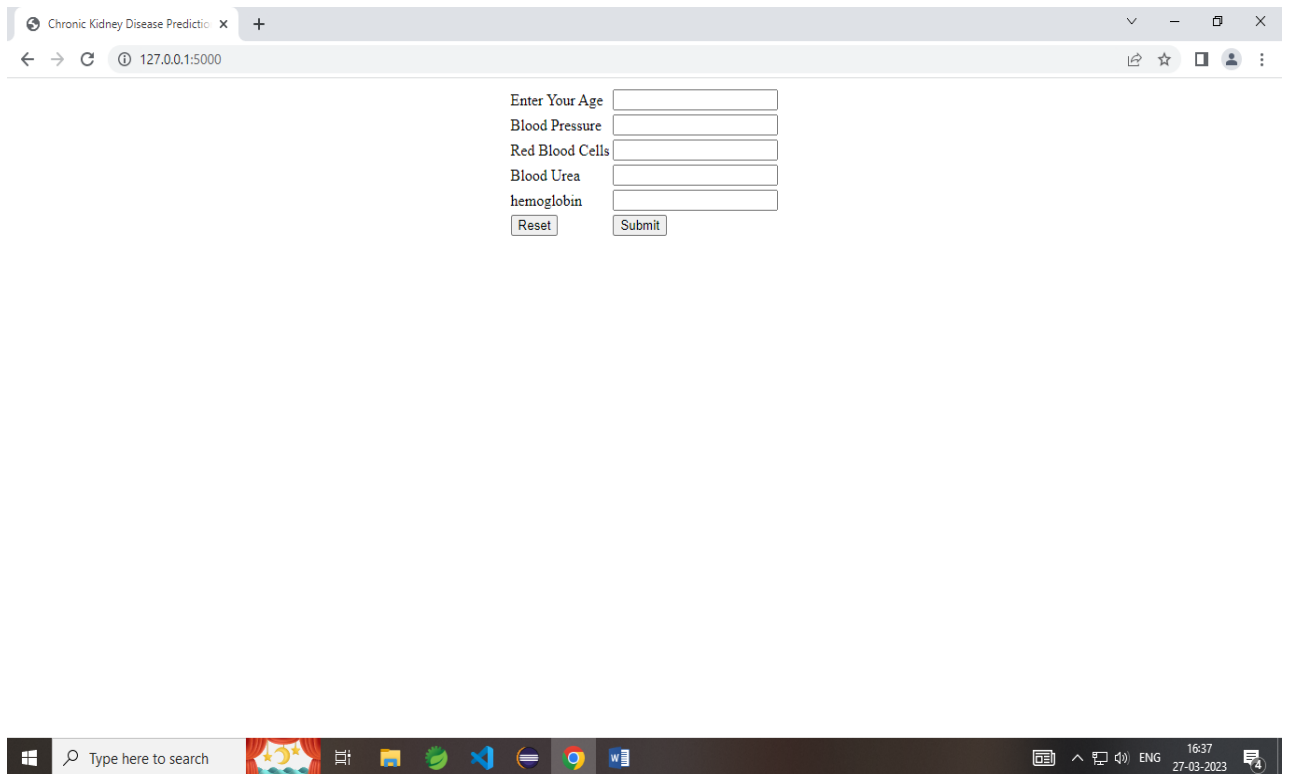 Chronic Kidney Disease Predictio
127.0.0.1:5000
Enter Your Age
Blood Pressure
Red Blood Cells
Blood Urea
hemoglobin
Reset Submit
Type here to search
ENG
16:37
27-03-2023
4